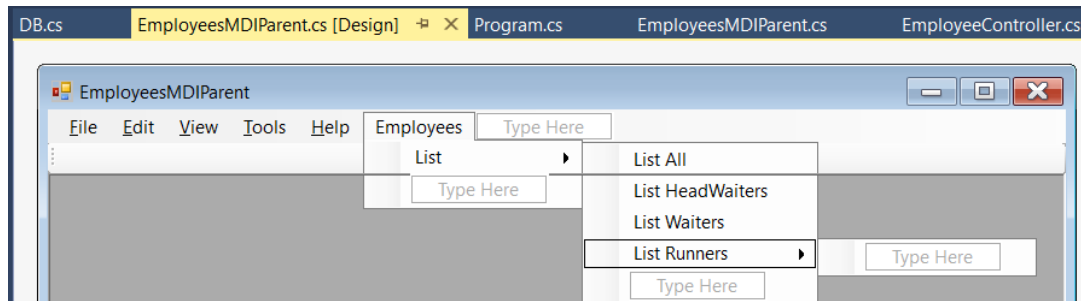 DB.cs EmployeesMDIParent.cs [Design] Program.cs EmployeesMDIParent.cs EmployeeController.cs
EmployeesMDIParent
File Edit View Tools Help Employees Type Here
List List All
Type Here List HeadWaiters
List Waiters
List Runners Type Here
Type Here